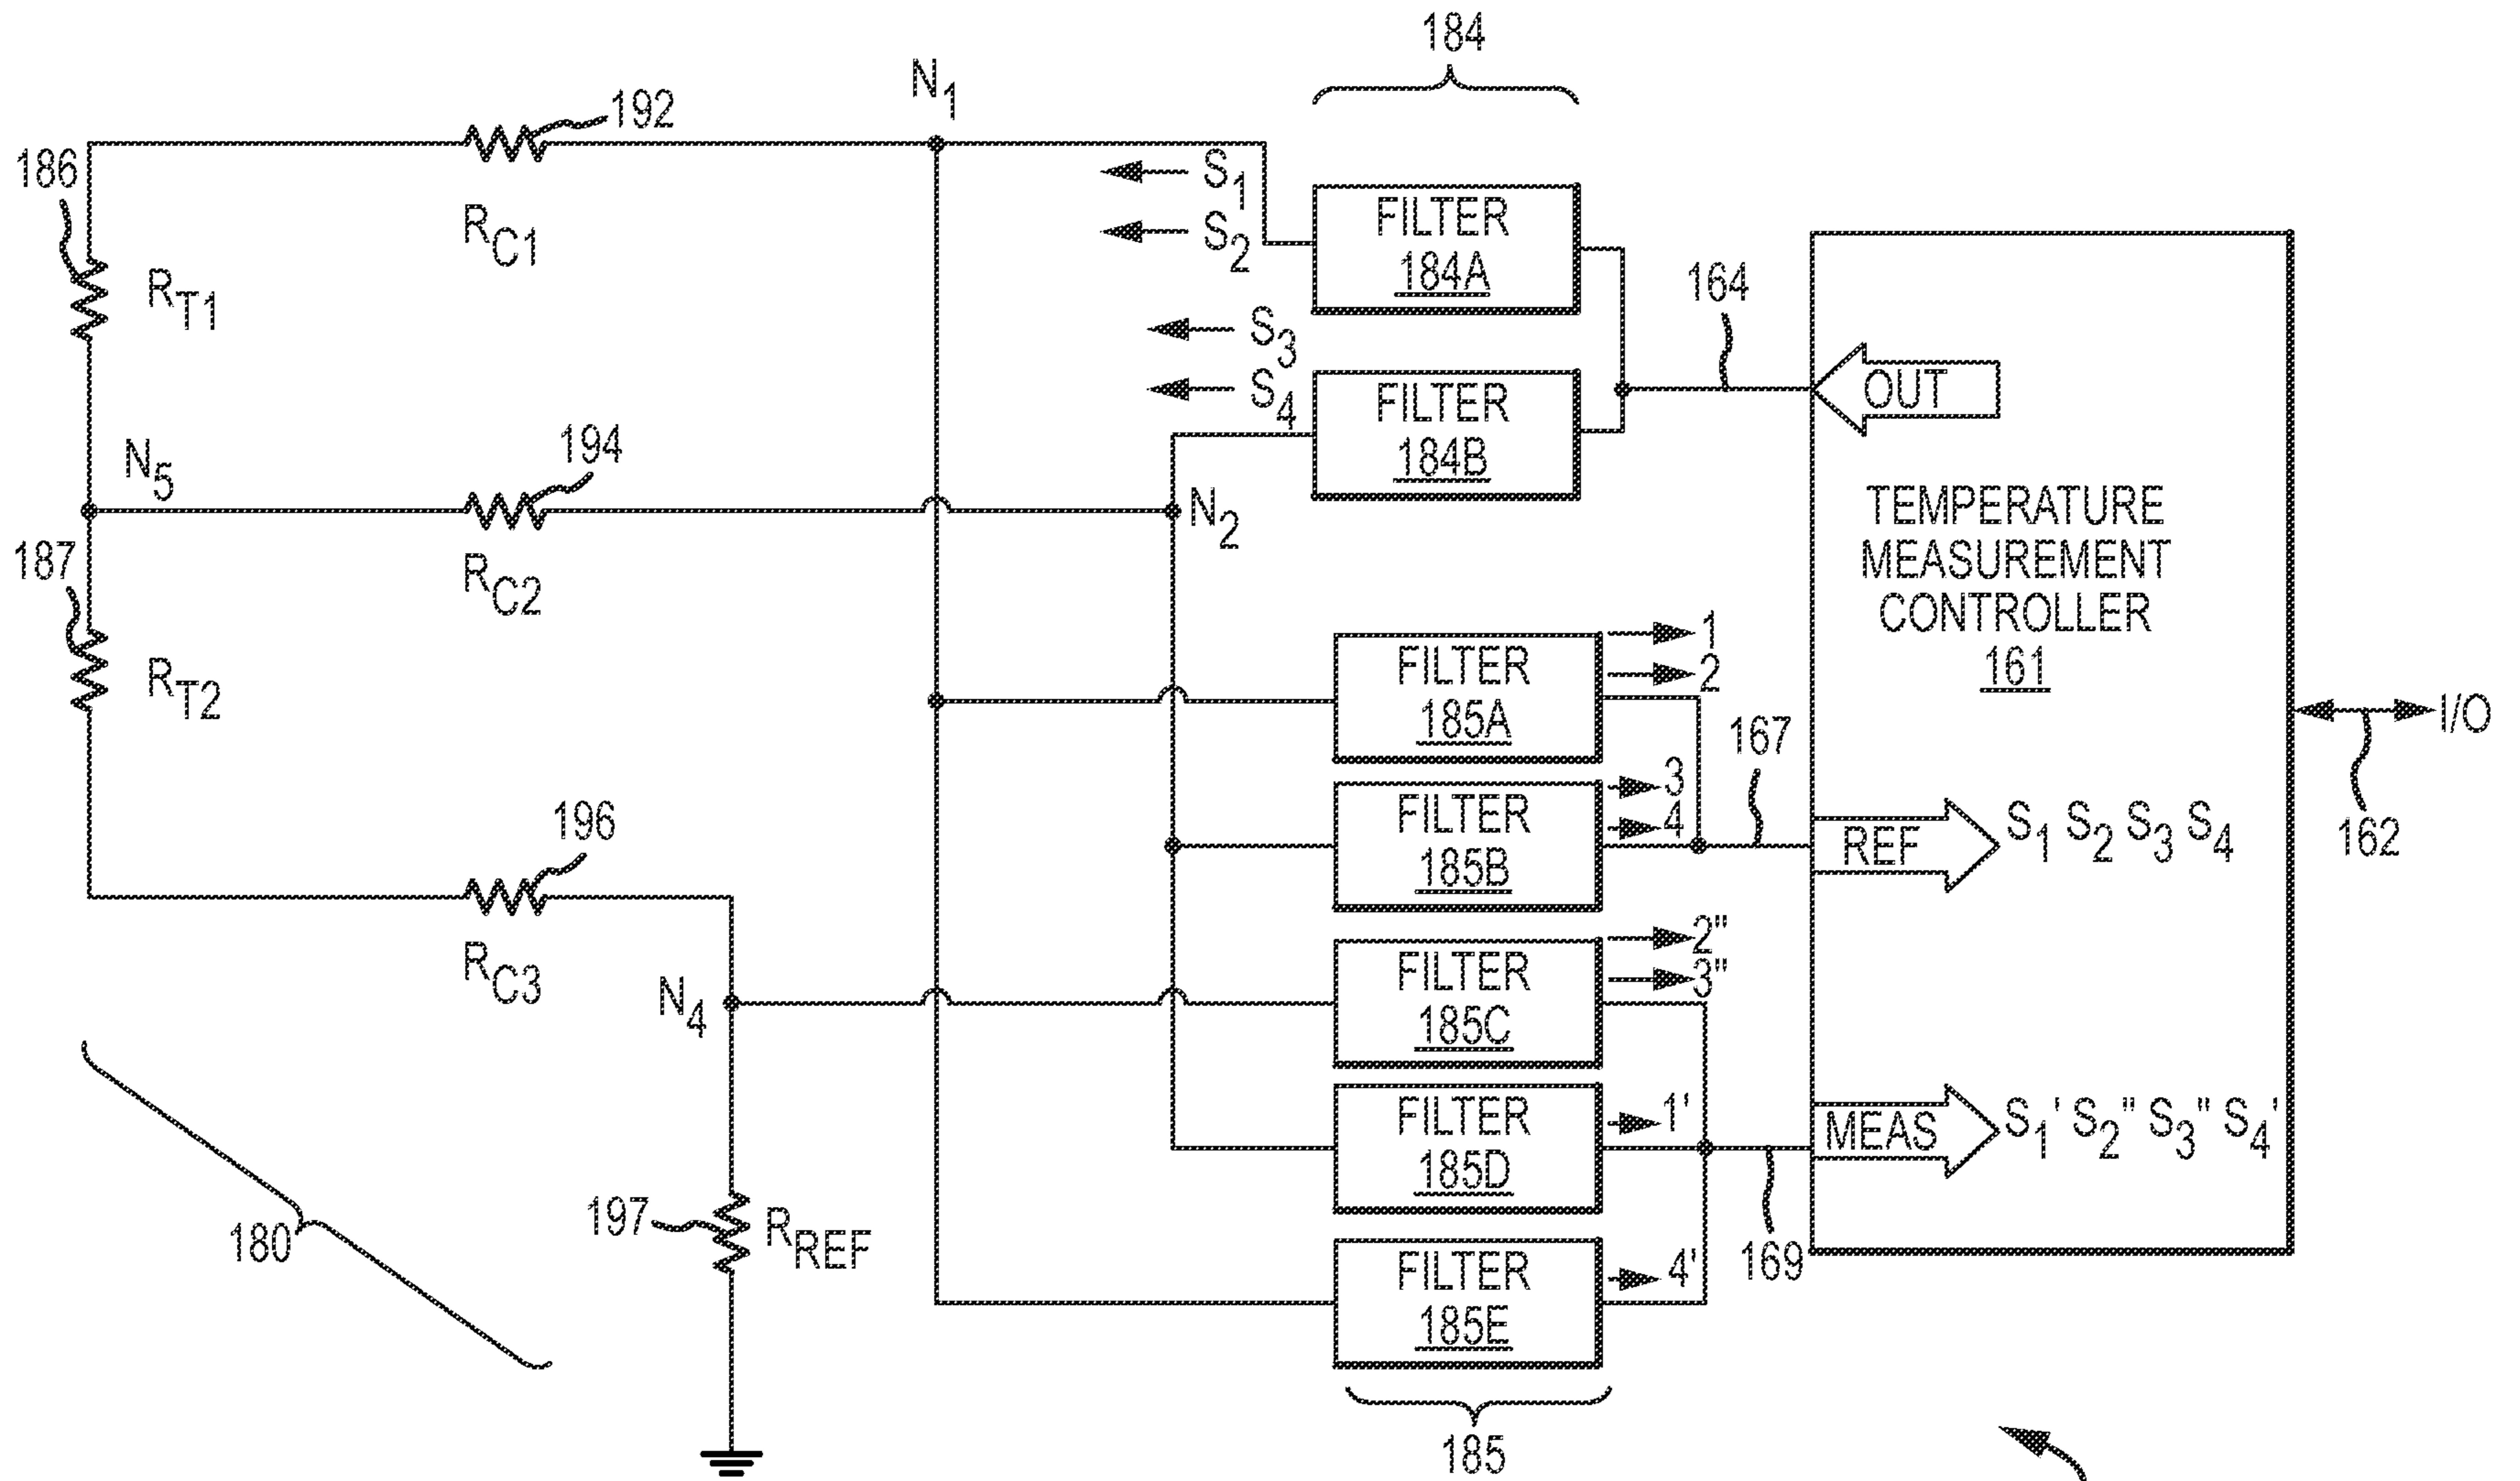 184
N1
192
186
S1
RC1
S2
FILTER
184A
164
RT1
S3
S4
FILTER
184B
OUT
N5
194
N2
TEMPERATURE
MEASUREMENT
CONTROLLER
161
187
RC2
1
2
FILTER
185A
RT2
167
I/O
162
196
3
4
FILTER
185B
REF
S1 S2 S3 S4
RC3
N4
2"
3"
FILTER
185C
1'
FILTER
185D
MEAS
S1' S2" S3" S4'
180
197
RREF
4'
FILTER
185E
169
185